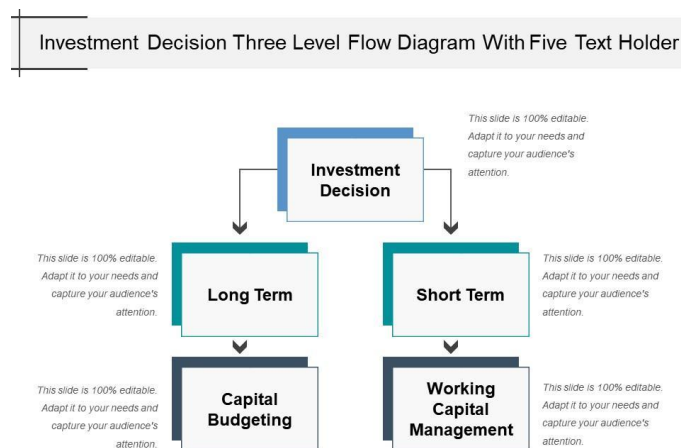 Investment Decision Three Level Flow Diagram With Five Text Holder
This slide is 100% editable.
Adapt it to your needs and
capture your audience's
attention.
Investment
Decision
This slide is 100% editable.
Adapt it to your needs and
capture your audience's
attention.
Long Term
Short Term
This slide is 100% editable.
Adapt it to your needs and
capture your audience's
attention.
This slide is 100% editable.
Adapt it to your needs and
capture your audience's
attention.
Capital
Budgeting
Working
Capital
Management
This slide is 100% editable.
Adapt it to your needs and
capture your audience's
attention.